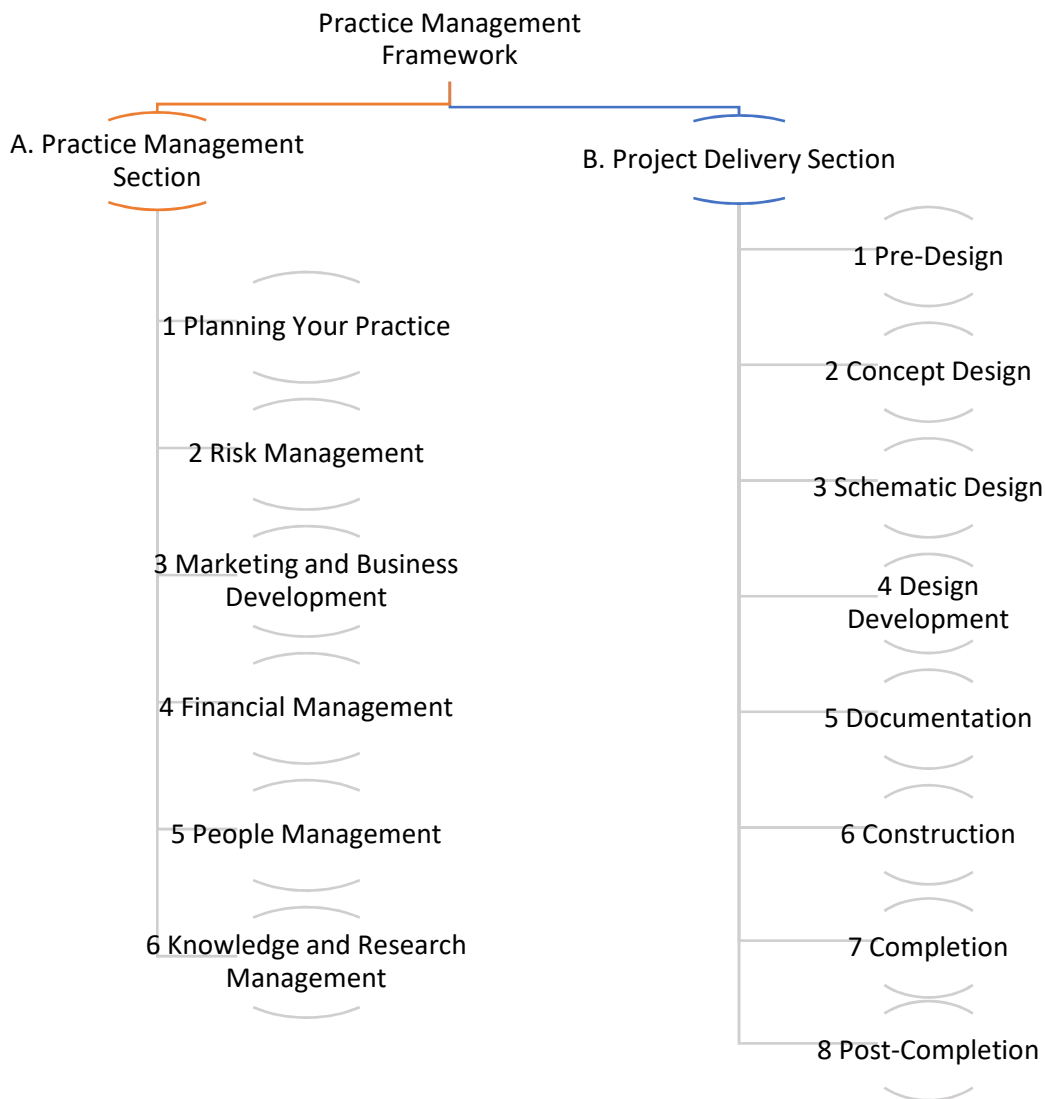 Practice Management
Framework
A. Practice Management
Section
1 Planning Your Practice
2 Risk Management
3 Marketing and Business
Development
4 Financial Management
5 People Management
6 Knowledge and Research
Management
B. Project Delivery Section
1 Pre-Design
2 Concept Design
3 Schematic Design
4 Design
Development
5 Documentation
6 Construction
7 Completion
8 Post-Completion